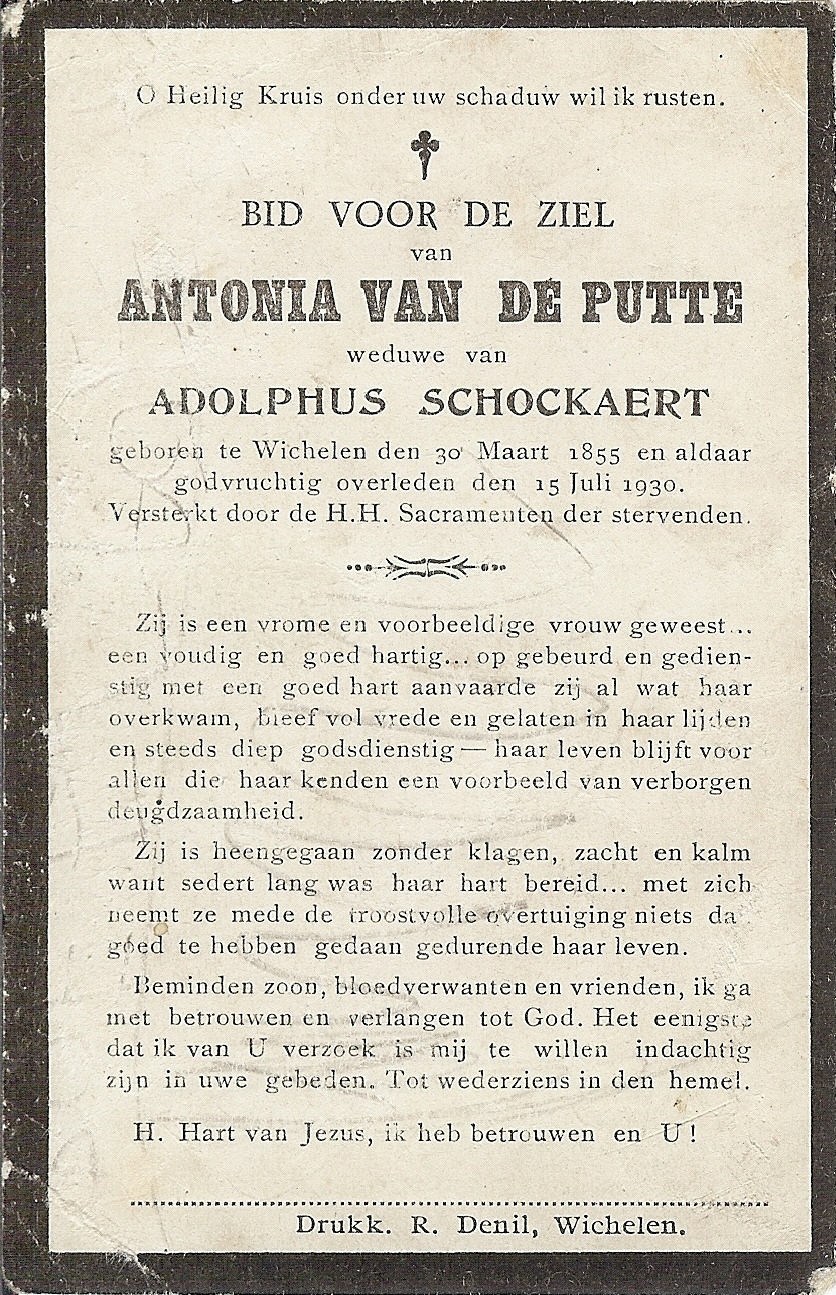 O Heilig Kruis onder uw schaduw wil ik rusten.
BID VOOR DE ZIEL
van
ANTONIA VAN DE PUTTE
weduwe van
ADOLPHUS SCHOCKAERT
geboren te Wichelen den 30 Maart 1855 en aldaar
godvruchtig overleden den 15 Juli 1930.
Versterkt door de H.H. Sacramenten der stervenden.
Zij is een vrome en voorbeeldige vrouw geweest...
een voudig en goed hartig... op gebeurd en gedien-
stig met een goed hart aanvaarde zij al wat haar
overkwam, bleef vol vrede en gelaten in haar lijden
en steeds diep godsdienstig — haar leven blijft voor
allen die haar kenden een voorbeeld van verborgen
deugdzaamheid.
Zij is heengegaan zonder klagen, zacht en kalm
want sedert lang was haar hart bereid... met zich
neemt ze mede de troostvolle overtuiging niets da
goed te hebben gedaan gedurende haar leven.
Beminden zoon, bloedverwanten en vrienden, ik ga
met betrouwen en verlangen tot God. Het eenigste
dat ik van U verzoek is mij te willen indachtig
zijn in uwe gebeden. Tot wederziens in den hemel.
H. Hart van Jezus, ik heb betrouwen en U !
Drukk. R. Denil, Wichelen.